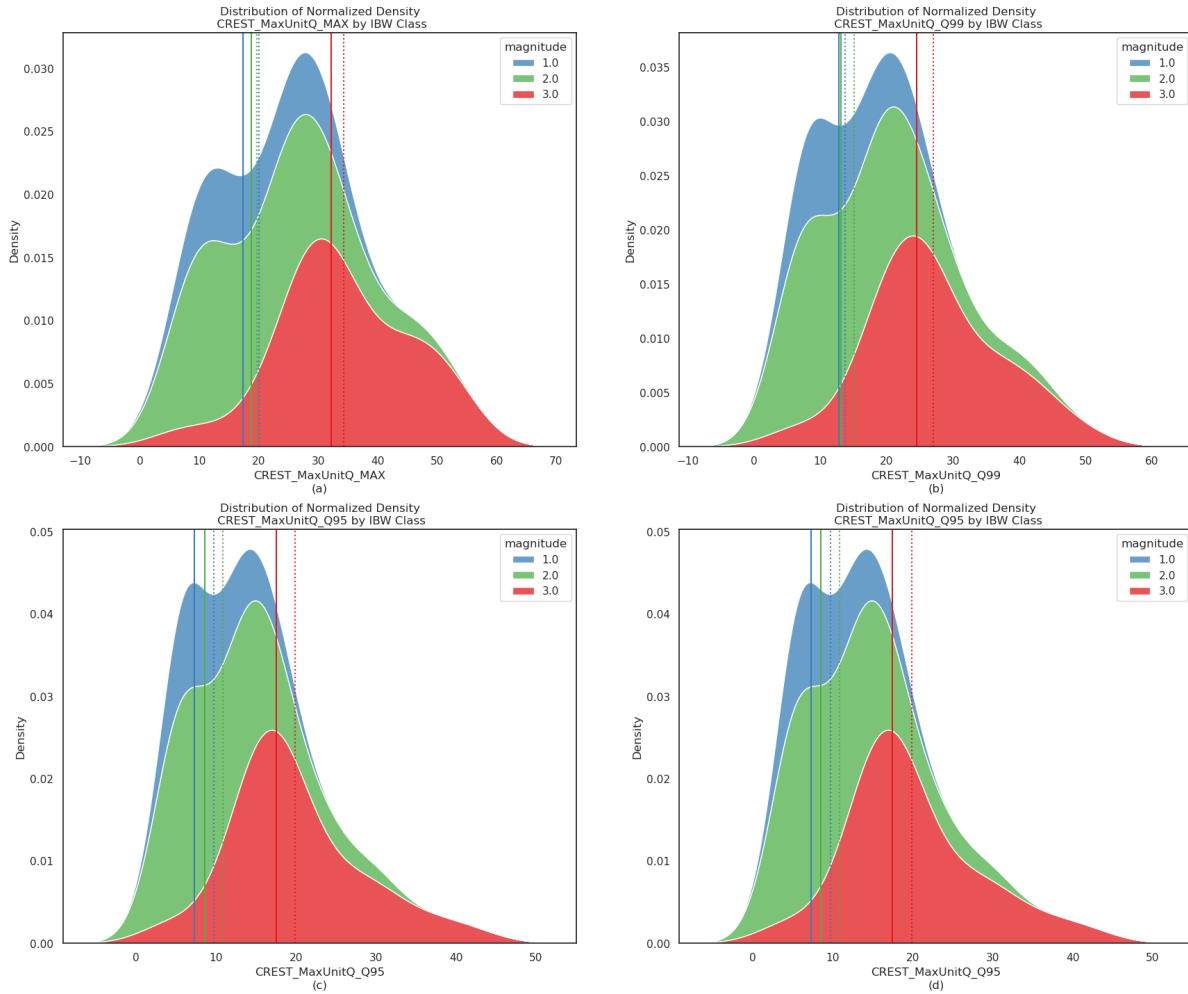 Distribution of Normalized Density
CREST_MaxUnitQ_MAX by IBW Class
magnitude
1.0
2.0
3.0
Density
0.030
0.025
0.020
0.015
0.010
0.005
0.000
−10 0 10 20 30 40 50 60 70
CREST_MaxUnitQ_MAX
(a)
Distribution of Normalized Density
CREST_MaxUnitQ_Q99 by IBW Class
magnitude
1.0
2.0
3.0
Density
0.035
0.030
0.025
0.020
0.015
0.010
0.005
0.000
−10 0 10 20 30 40 50 60
CREST_MaxUnitQ_Q99
(b)
Distribution of Normalized Density
CREST_MaxUnitQ_Q95 by IBW Class
magnitude
1.0
2.0
3.0
Density
0.05
0.04
0.03
0.02
0.01
0.00
0 10 20 30 40 50
CREST_MaxUnitQ_Q95
(c)
Distribution of Normalized Density
CREST_MaxUnitQ_Q95 by IBW Class
magnitude
1.0
2.0
3.0
Density
0.05
0.04
0.03
0.02
0.01
0.00
0 10 20 30 40 50
CREST_MaxUnitQ_Q95
(d)